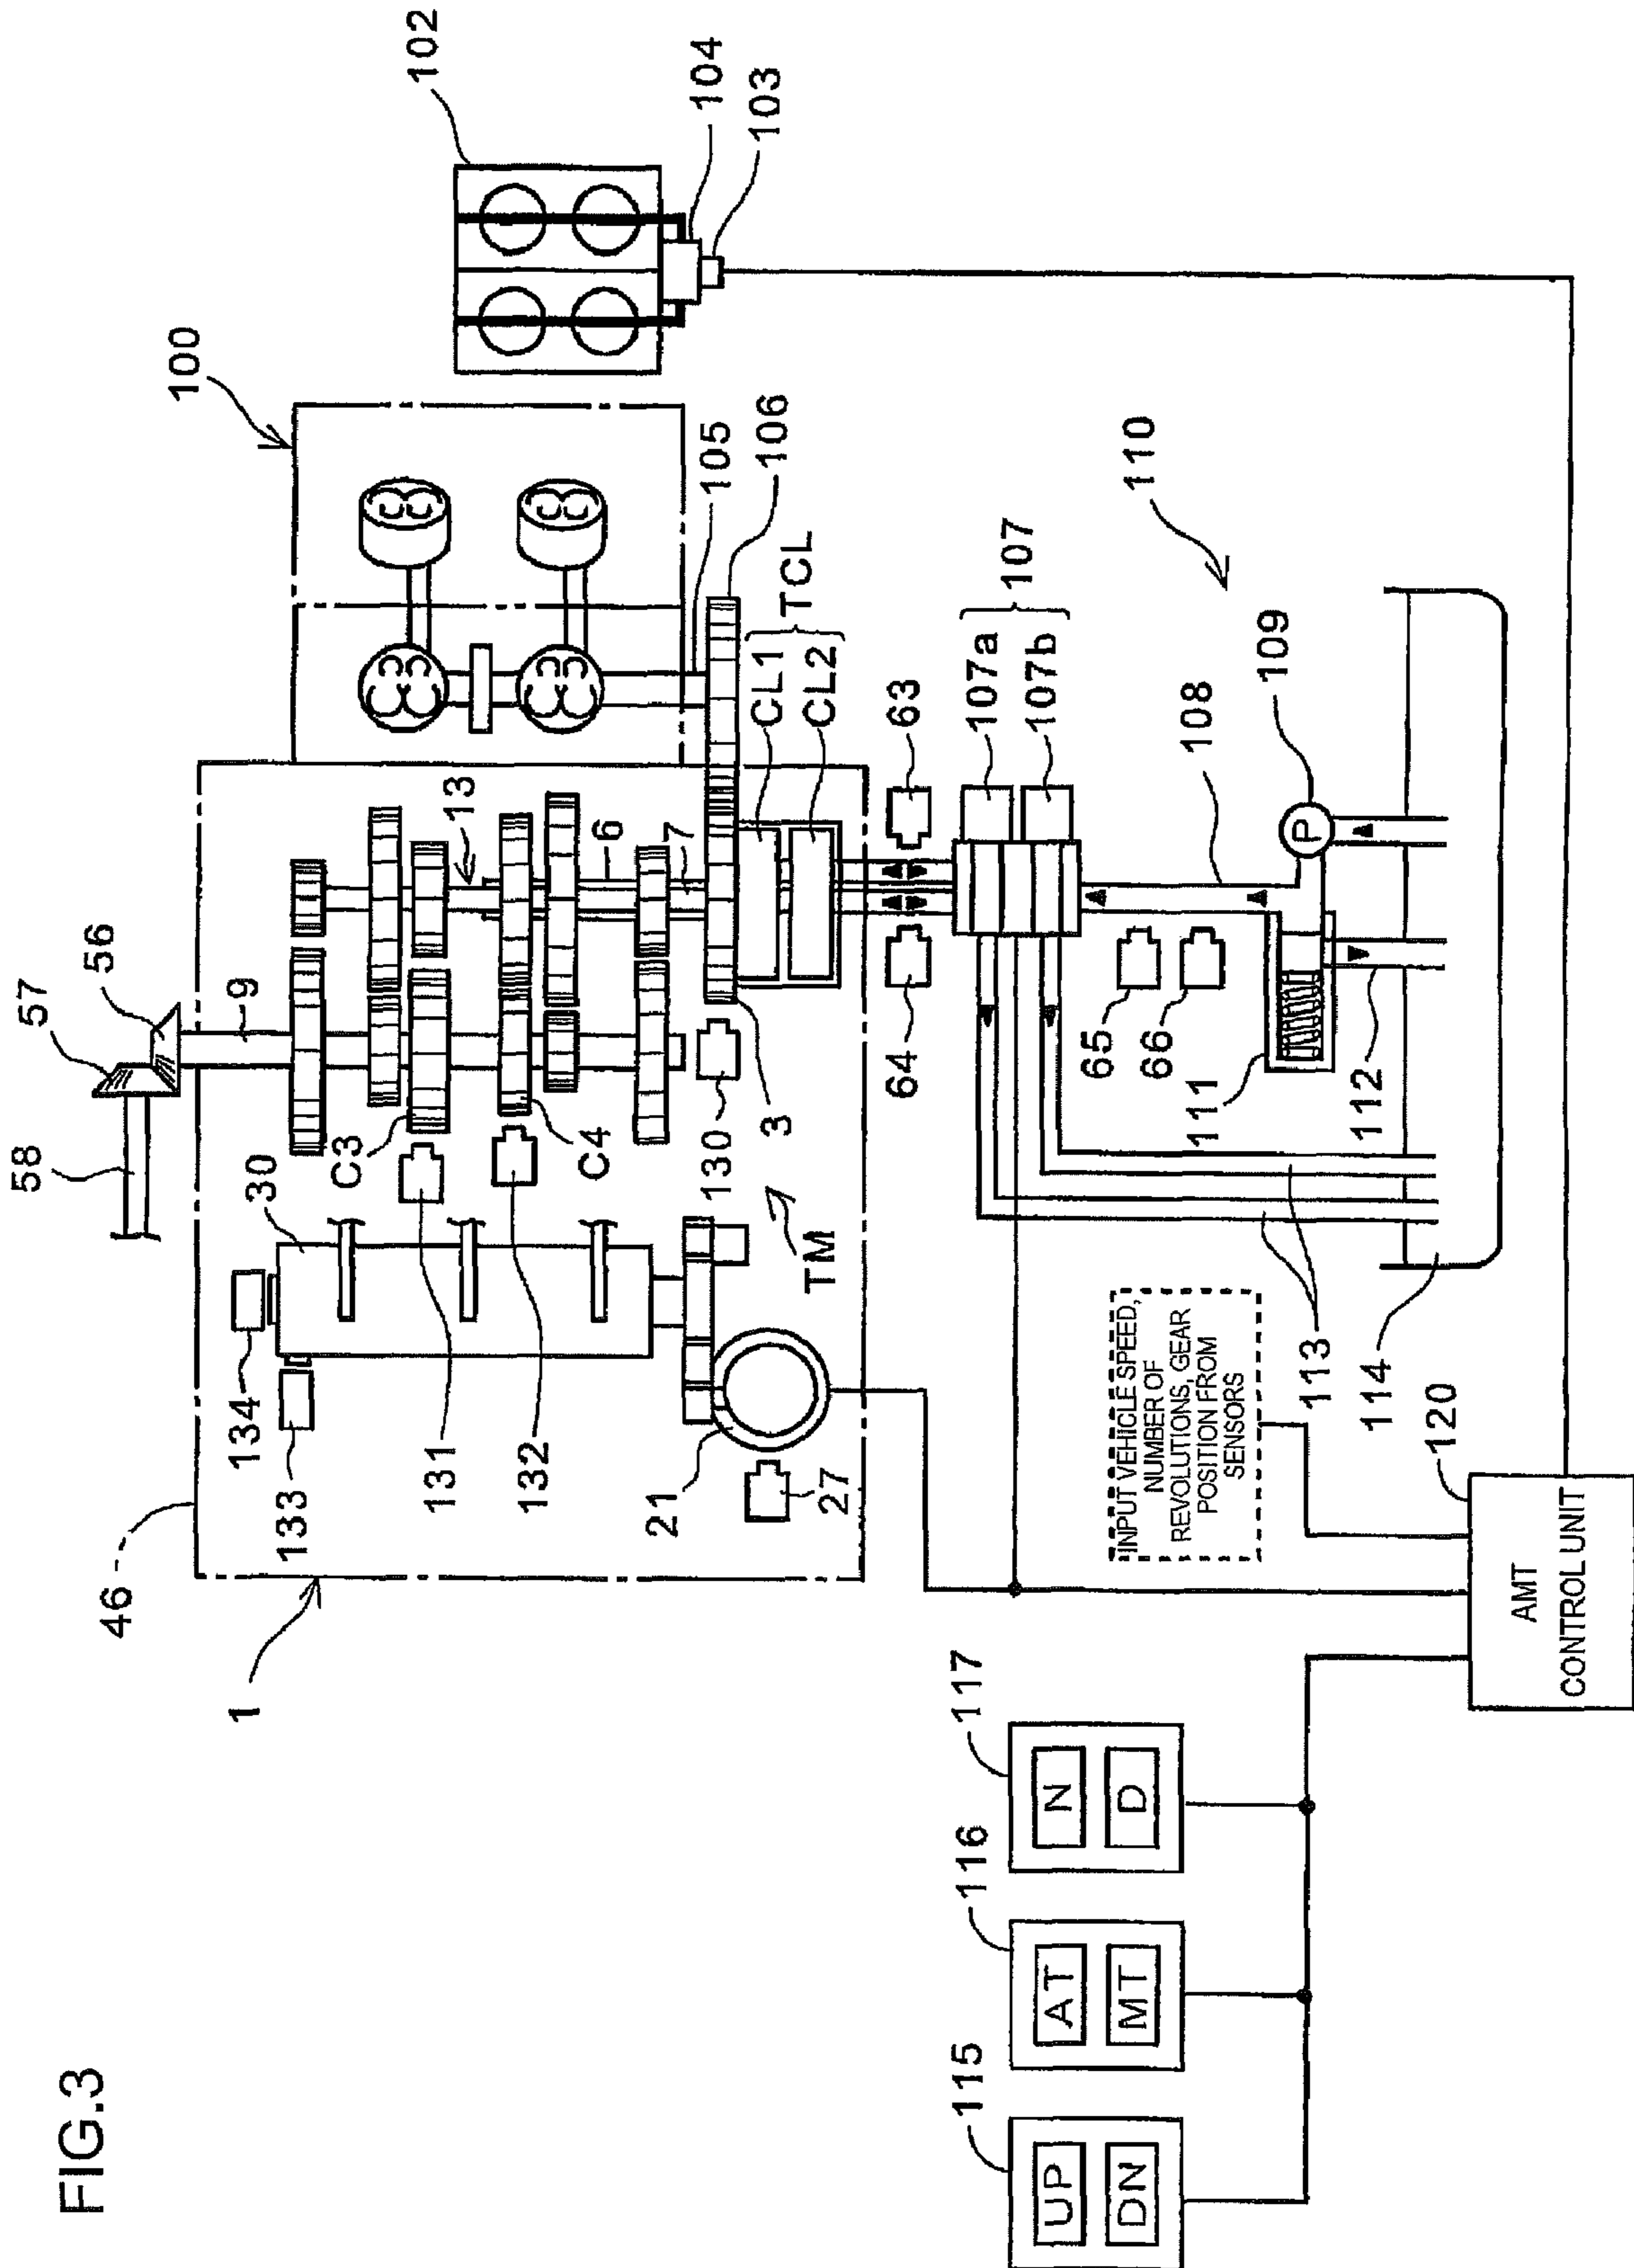 FIG.3
58
57
56
9
134
133
46
1
30
C3
131
132
C4
21
27
TM
130
3
13
6
7
100
102
104
103
105
106
CL1
CL2
TCL
63
64
65
66
107a
107b
107
108
109
110
111
112
113
114
INPUT VEHICLE SPEED,
NUMBER OF
REVOLUTIONS, GEAR
POSITION FROM
SENSORS
120
AMT
CONTROL UNIT
P
115
UP
DN
116
AT
MT
117
N
D